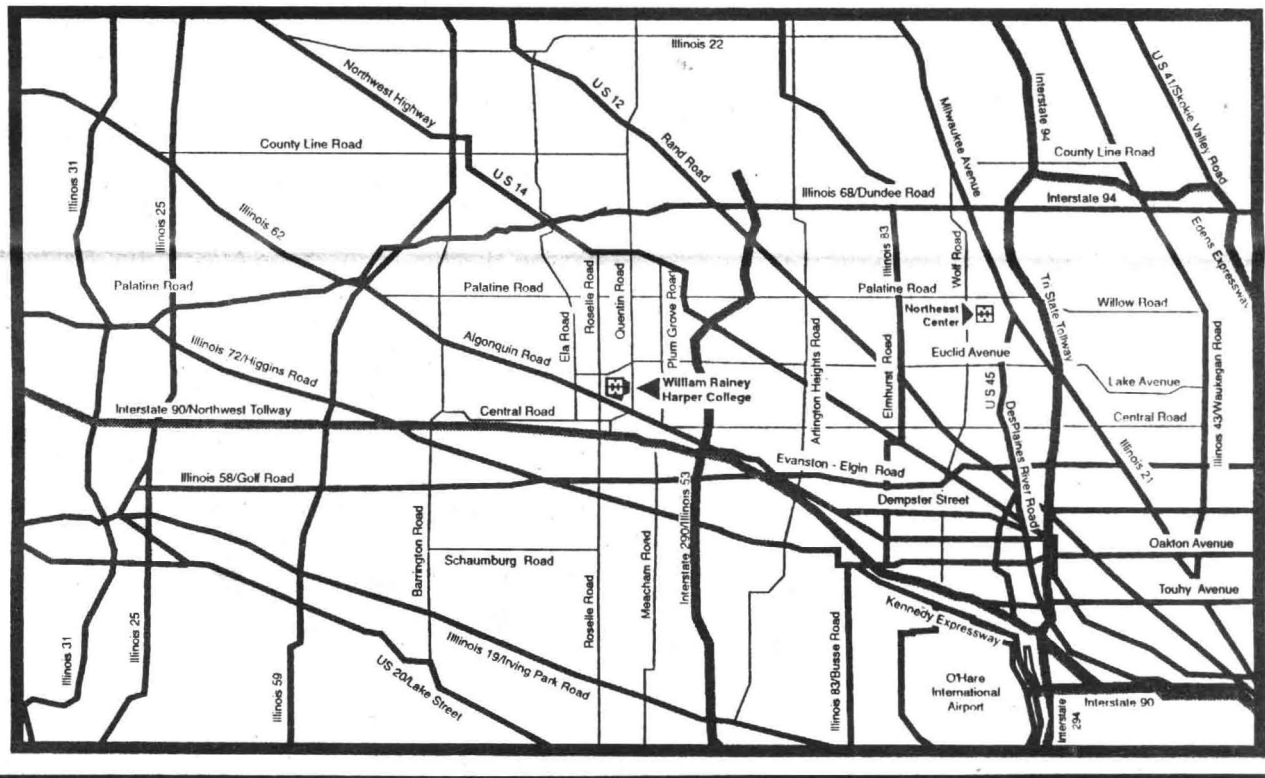 Illinois 22
Northwest Highway
U S 12
U S 41/Skokie Valley Road
Interstate 94
Milwaukee Avenue
Rand Road
County Line Road
County Line Road
Illinois 31
Illinois 25
U S 14
Illinois 68/Dundee Road
Interstate 94
Illinois 62
Illinois 83
Wolf Road
Edens Expressway
Palatine Road
Palatine Road
Roselle Road
Quentin Road
Plum Grove Road
Palatine Road
Tri State Tollway
Willow Road
Northeast
Center
Ela Road
Illinois 72/Higgins Road
Algonquin Road
Arlington Heights Road
Elmhurst Road
Euclid Avenue
U S 45
Lake Avenue
Illinois 43/Waukegan Road
William Rainey
Harper College
Interstate 90/Northwest Tollway
Central Road
Central Road
DesPlaines River Road
Illinois 21
Evanston - Elgin Road
Illinois 58/Golf Road
Dempster Street
Interstate 290/Illinois 53
Barrington Road
Schaumburg Road
Meacham Road
Oakton Avenue
Touhy Avenue
Roselle Road
Kennedy Expressway
Illinois 31
Illinois 25
Illinois 59
Illinois 19/Irving Park Road
US 20/Lake Street
Illinois 83/Busse Road
O'Hare
International
Airport
Interstate 90
Interstate
294